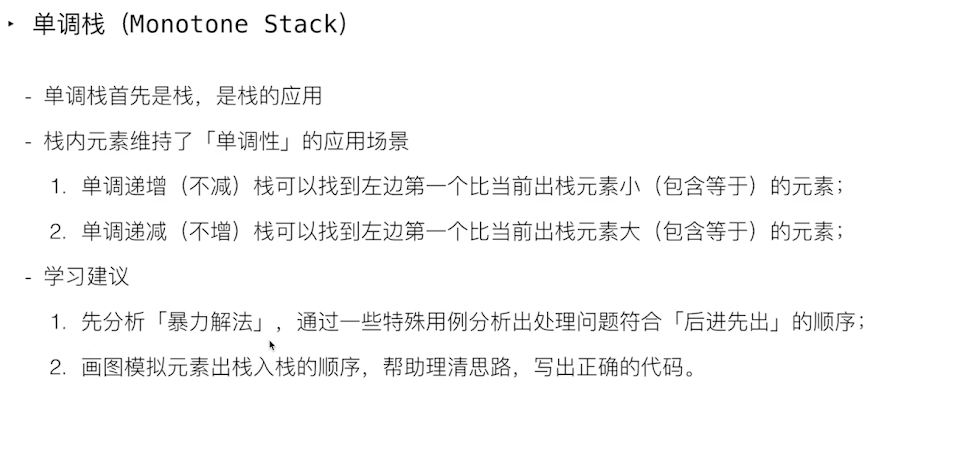 ‣ 单调栈（Monotone Stack）
- 单调栈首先是栈，是栈的应用
- 栈内元素维持了「单调性」的应用场景
1. 单调递增（不减）栈可以找到左边第一个比当前出栈元素小（包含等于）的元素；
2. 单调递减（不增）栈可以找到左边第一个比当前出栈元素大（包含等于）的元素；
- 学习建议
1. 先分析「暴力解法」，通过一些特殊用例分析出处理问题符合「后进先出」的顺序；
2. 画图模拟元素出栈入栈的顺序，帮助理清思路，写出正确的代码。